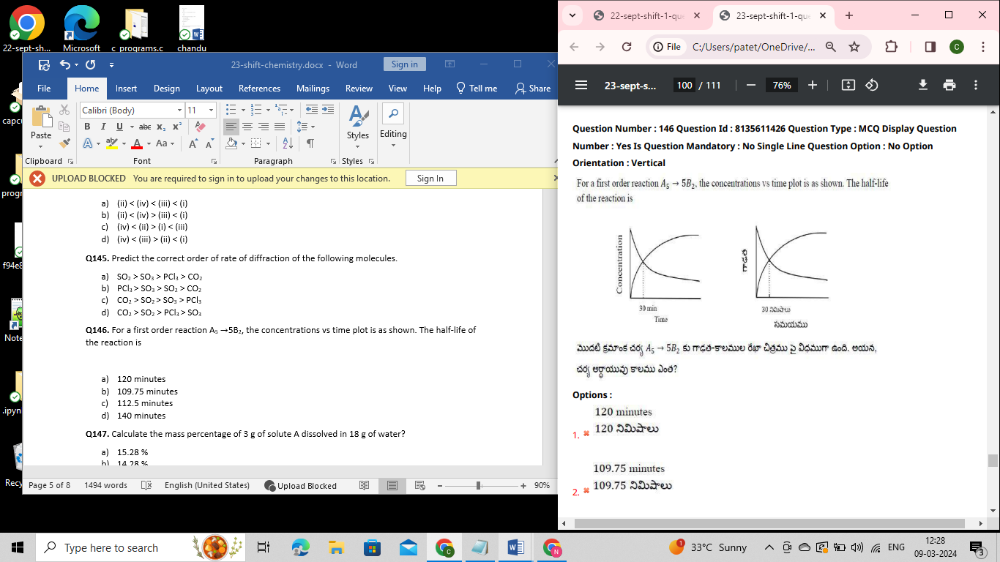 22-sept-sh...
Microsoft
c_programs.c
chandu
23-shift-chemistry.docx - Word
Sign in
File
Home
Insert
Design
Layout
References
Mailings
Review
View
Help
Tell me
Share
Paste
Calibri (Body)
11
Styles
Editing
Clipboard
Font
Paragraph
Styles
UPLOAD BLOCKED You are required to sign in to upload your changes to this location.
Sign In
a) (ii) < (iv) < (iii) < (i)
b) (ii) < (iv) > (iii) < (i)
c) (iv) < (ii) > (i) < (iii)
d) (iv) < (iii) > (ii) < (i)
Q145. Predict the correct order of rate of diffraction of the following molecules.
a) SO₂ > SO₃ > PCl₃ > CO₂
b) PCl₃ > SO₃ > SO₂ > CO₂
c) CO₂ > SO₂ > SO₃ > PCl₃
d) CO₂ > SO₂ > PCl₃ > SO₃
Q146. For a first order reaction A₅ →5B₂, the concentrations vs time plot is as shown. The half-life of
the reaction is
a) 120 minutes
b) 109.75 minutes
c) 112.5 minutes
d) 140 minutes
Q147. Calculate the mass percentage of 3 g of solute A dissolved in 18 g of water?
a) 15.28 %
b) 14.28 %
Page 5 of 8
1494 words
English (United States)
Upload Blocked
90%
capcu
progr
f94e8
Note
.ipyn
Recy
22-sept-shift-1-que
23-sept-shift-1-que
File
C:/Users/patet/OneDrive/...
C
23-sept-s...
100 / 111
76%
Question Number : 146 Question Id : 8135611426 Question Type : MCQ Display Question
Number : Yes Is Question Mandatory : No Single Line Question Option : No Option
Orientation : Vertical
For a first order reaction A₅ → 5B₂, the concentrations vs time plot is as shown. The half-life
of the reaction is
Concentration
30 min
Time
గాఢత
30 నిమిషాలు
సమయము
మొదటి క్రమాంక చర్య A₅ → 5B₂ కు గాఢత-కాలముల రేఖా చిత్రము పై విధముగా ఉంది. అయిన,
చర్య అర్ధాయువు కాలము ఎంత?
Options :
120 minutes
1. 120 నిమిషాలు
109.75 minutes
2. 109.75 నిమిషాలు
Type here to search
33°C Sunny
ENG
12:28
09-03-2024
3